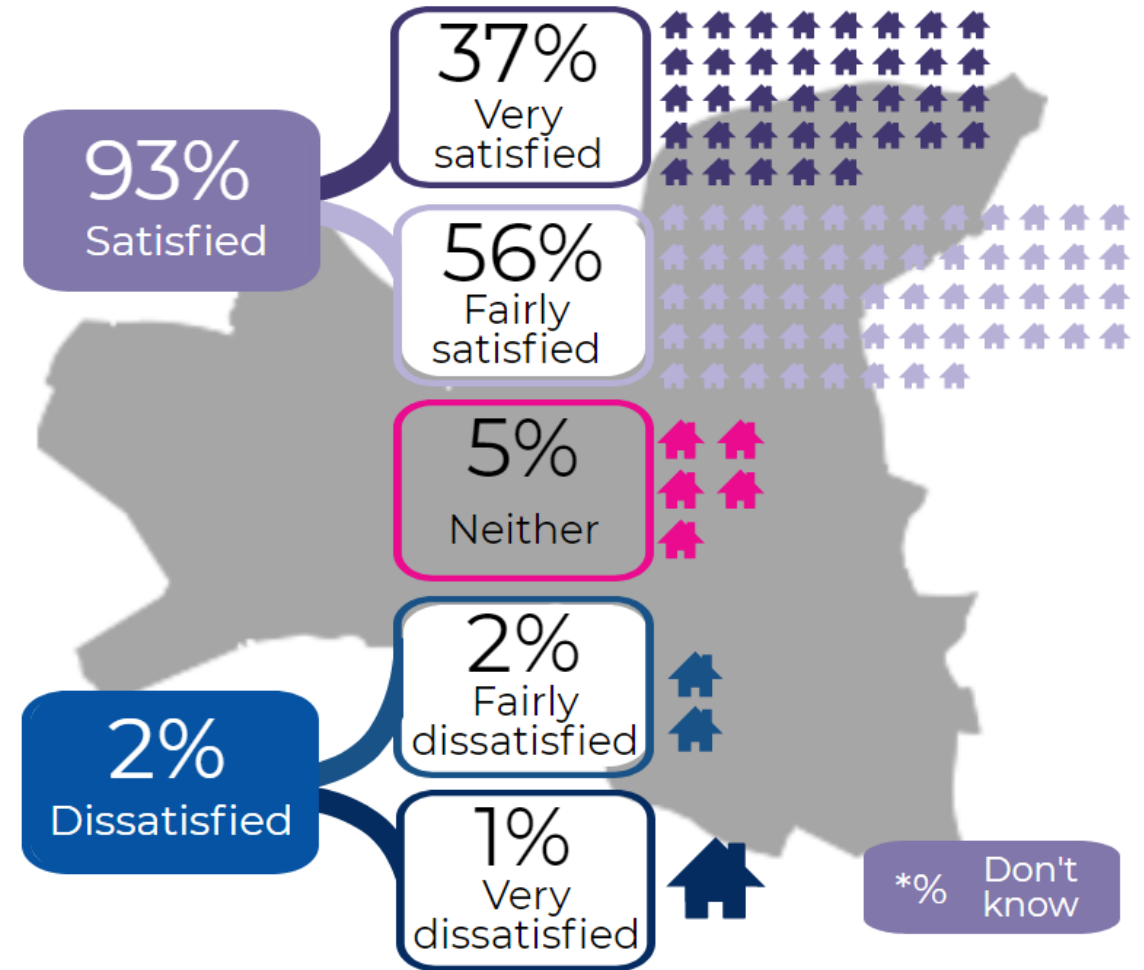 93%
Satisfied
37%
Very
satisfied
56%
Fairly
satisfied
5%
Neither
2%
Dissatisfied
2%
Fairly
dissatisfied
1%
Very
dissatisfied
*% Don't
know